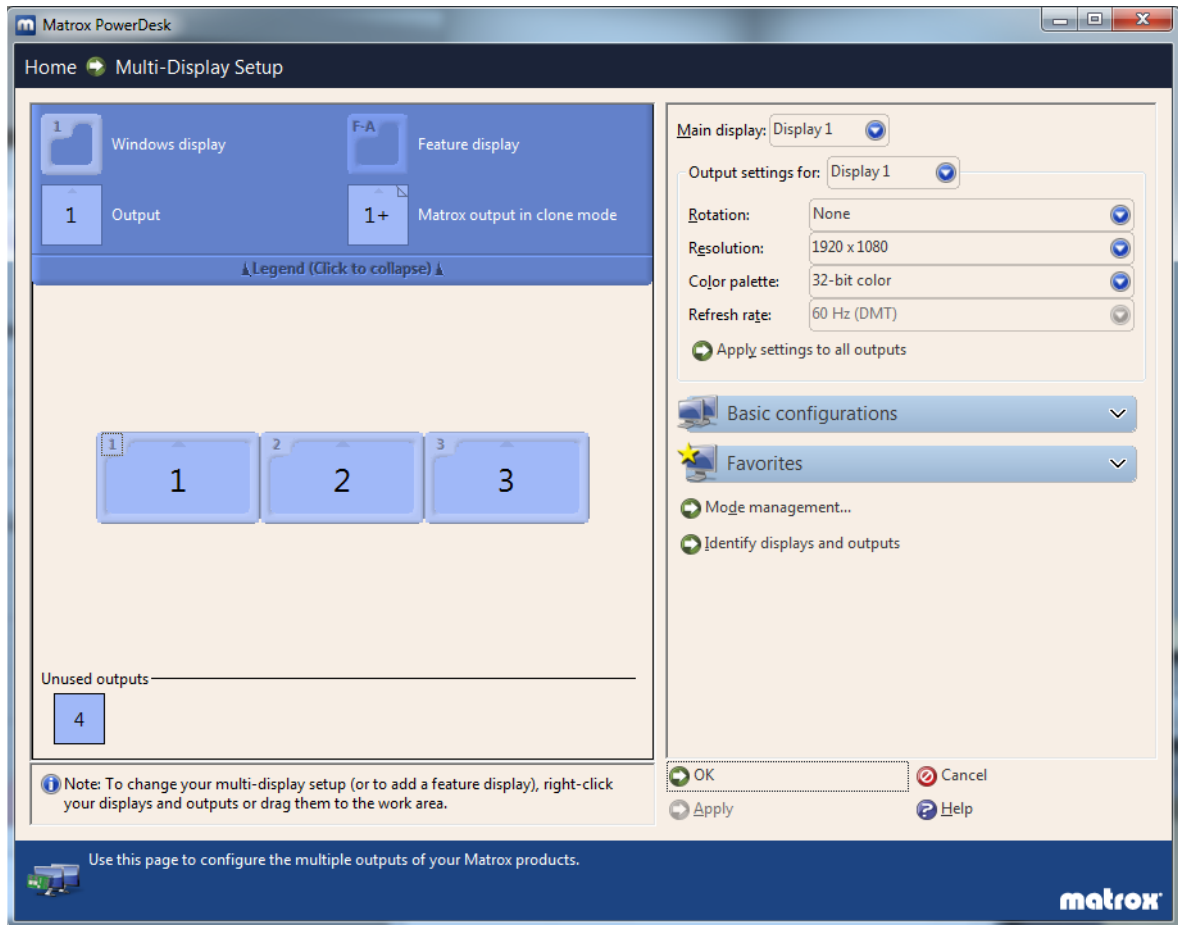 Matrox PowerDesk
Home Multi-Display Setup
1 Windows display
F-A Feature display
1 Output
1+ Matrox output in clone mode
Legend (Click to collapse)
1 1
2 2
3 3
Unused outputs
4
Note: To change your multi-display setup (or to add a feature display), right-click
your displays and outputs or drag them to the work area.
Main display: Display 1
Output settings for: Display 1
Rotation: None
Resolution: 1920 x 1080
Color palette: 32-bit color
Refresh rate: 60 Hz (DMT)
Apply settings to all outputs
Basic configurations
Favorites
Mode management...
Identify displays and outputs
OK
Cancel
Apply
Help
Use this page to configure the multiple outputs of your Matrox products.
matrox